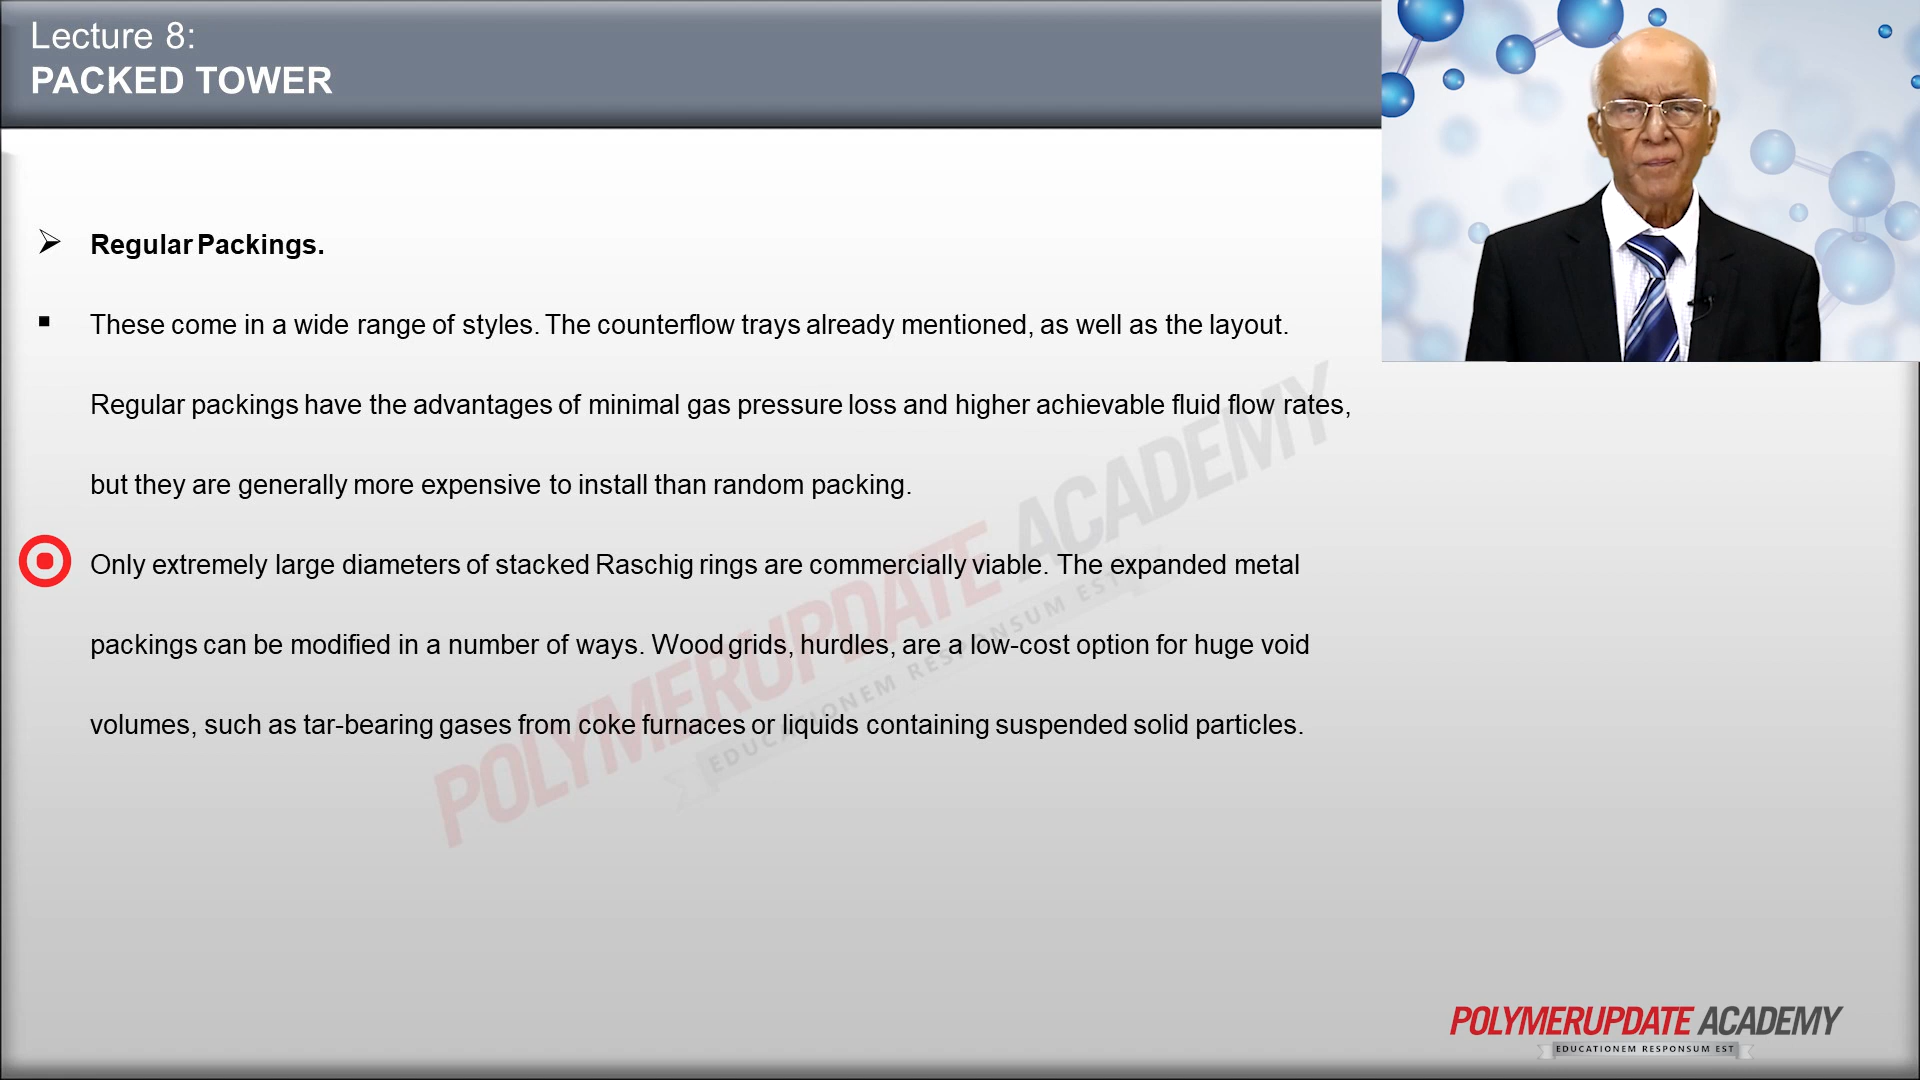 Lecture 8:
PACKED TOWER
Regular Packings.
These come in a wide range of styles. The counterflow trays already mentioned, as well as the layout.
Regular packings have the advantages of minimal gas pressure loss and higher achievable fluid flow rates,
but they are generally more expensive to install than random packing.
Only extremely large diameters of stacked Raschig rings are commercially viable. The expanded metal
packings can be modified in a number of ways. Wood grids, hurdles, are a low-cost option for huge void
volumes, such as tar-bearing gases from coke furnaces or liquids containing suspended solid particles.
POLYMERUPDATE ACADEMY
EDUCATIONEM RESPONSUM EST
POLYMERUPDATE ACADEMY
EDUCATIONEM RESPONSUM EST